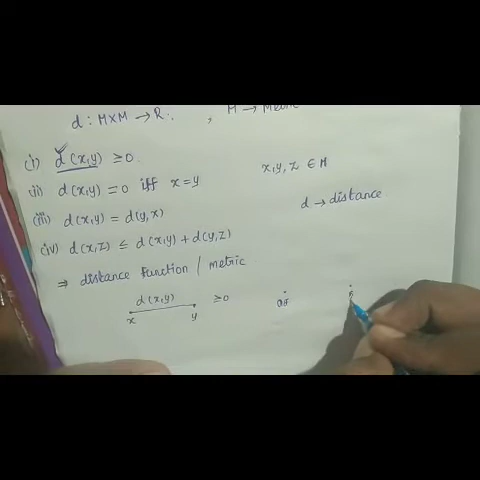 d : M×M → R. , M → Metric
(i) d(x,y) ≥ 0.
(ii) d(x,y) = 0 iff x = y
x, y, z ∈ M
(iii) d(x,y) = d(y,x)
d → distance
(iv) d(x,z) ≤ d(x,y) + d(y,z)
⇒ distance function / metric
d(x,y) ≥ 0
x y